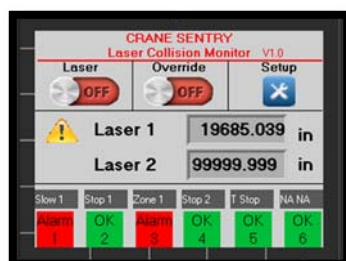 CRANE SENTRY
Laser Collision Monitor V1.0
Laser Override Setup
OFF OFF
Laser 1 19685.039 in
Laser 2 99999.999 in
Slow 1 Stop 1 Zone 1 Stop 2 T Stop NA NA
Alarm OK Alarm OK OK OK
1 2 3 4 5 6